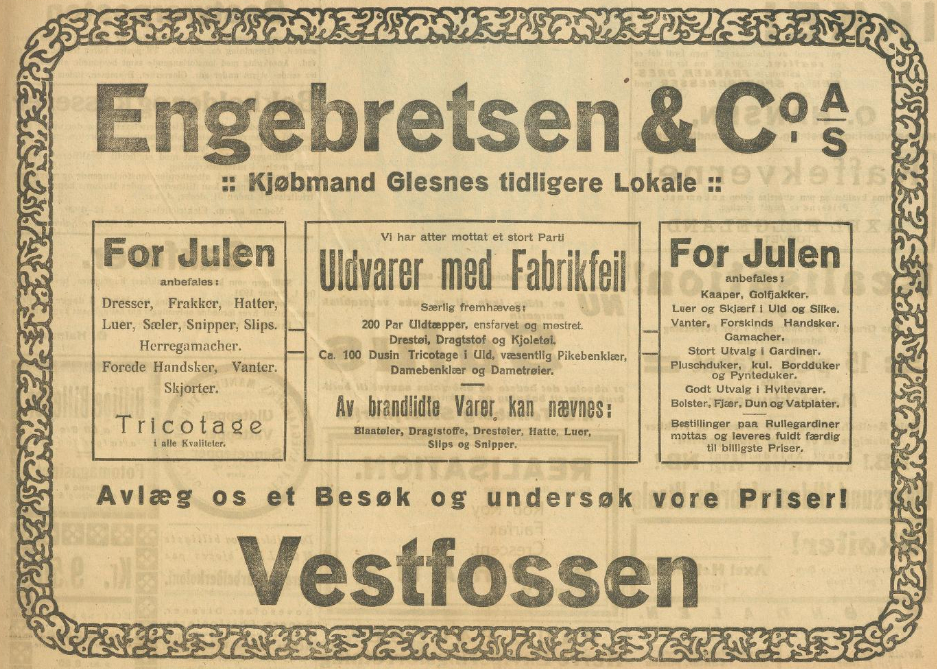 Engebretsen & Co. A/S
:: Kjøbmand Glesnes tidligere Lokale ::
For Julen
anbefales:
Dresser, Frakker, Hatter,
Luer, Sæler, Snipper, Slips.
Herregamacher.
Forede Handsker, Vanter.
Skjorter.
Tricotage
i alle Kvaliteter.
Vi har atter mottat et stort Parti
Uldvarer med Fabrikfeil
Særlig fremhæves:
200 Par Uldtæpper, ensfarvet og møstret.
Drestøi, Dragtstof og Kjoletøi.
Ca. 100 Dusin Tricotage i Uld, væsentlig Pikebenklær,
Damebenklær og Dametrøier.
Av brandlidte Varer kan nævnes:
Blaatøier, Dragtstoffe, Drestøier, Hatte, Luer,
Slips og Snipper.
For Julen
anbefales:
Kaaper, Golfjakker.
Luer og Skjærf i Uld og Silke.
Vanter, Forskinds Handsker.
Gamacher.
Stort Utvalg i Gardiner.
Pluschduker, kul. Bordduker
og Pynteduker.
Godt Utvalg i Hvitevarer.
Bolster, Fjær, Dun og Vatplater.
Bestillinger paa Rullegardiner
mottas og leveres fuldt færdig
til billigste Priser.
Avlæg os et Besøk og undersøk vore Priser!
Vestfossen